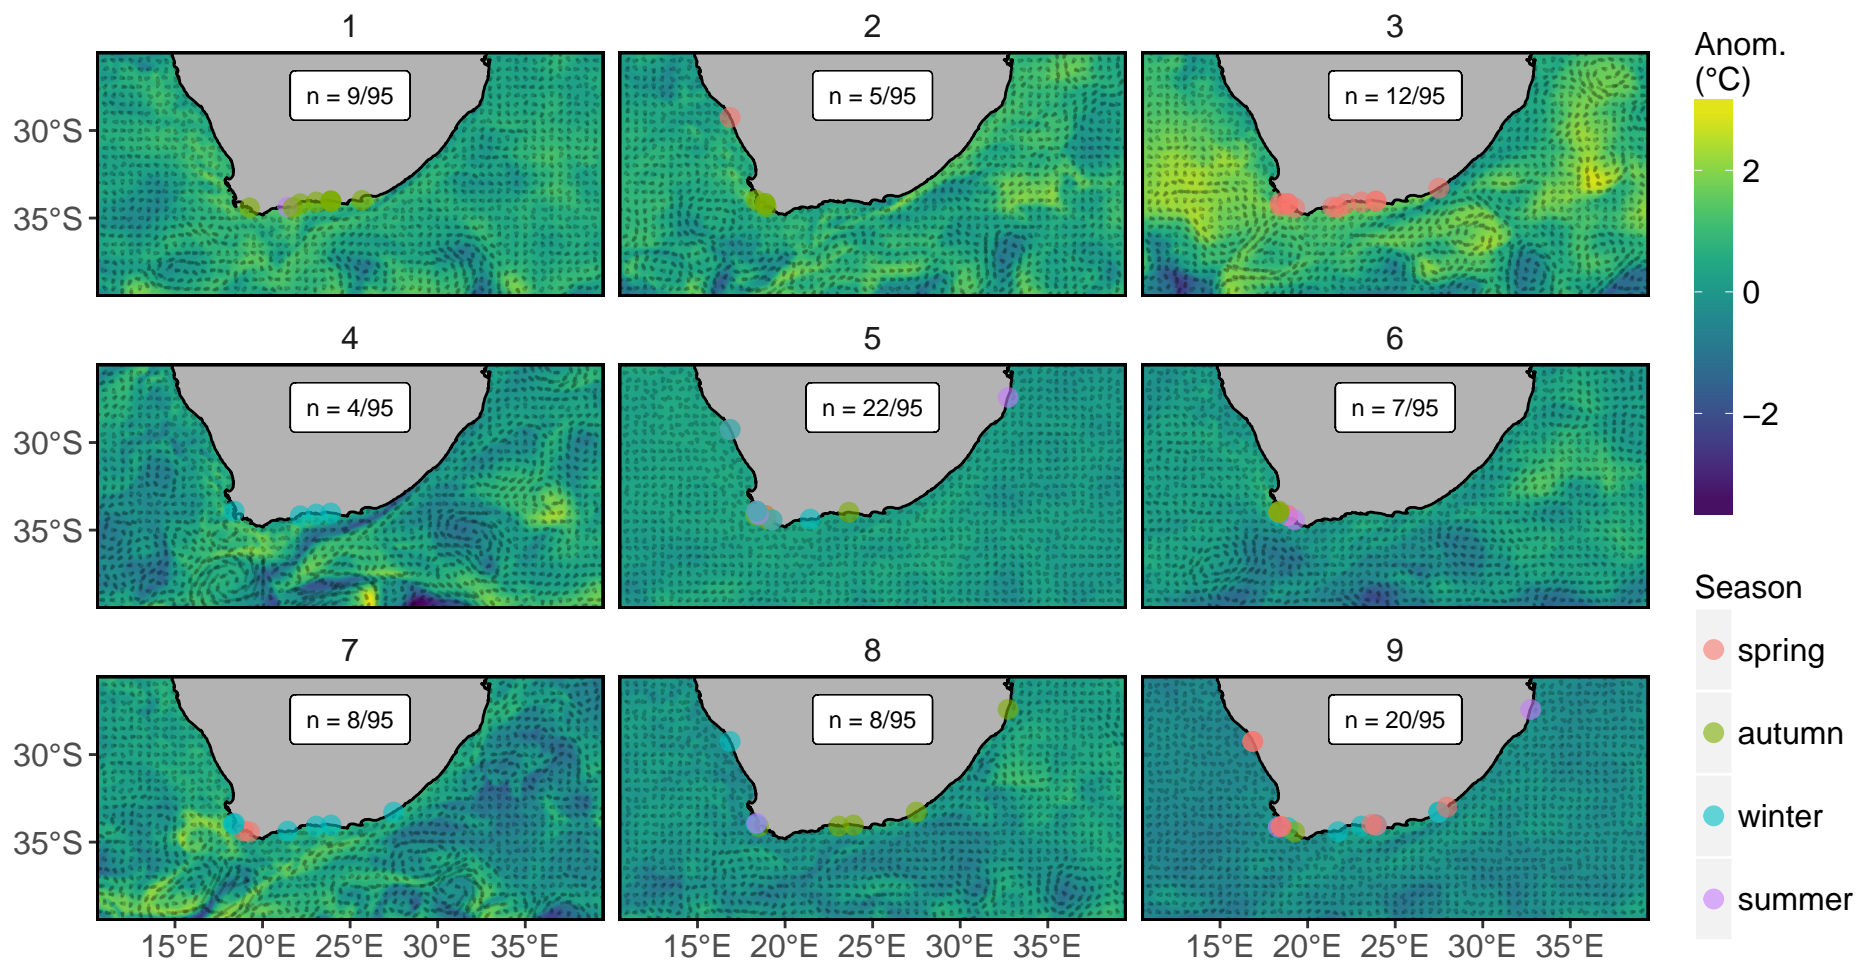 1
2
3
Anom.
(°C)
n = 9/95
n = 5/95
n = 12/95
30°S
35°S
2
0
−2
4
5
6
n = 4/95
n = 22/95
n = 7/95
30°S
35°S
Season
spring
autumn
winter
summer
7
8
9
n = 8/95
n = 8/95
n = 20/95
30°S
35°S
15°E 20°E 25°E 30°E 35°E
15°E 20°E 25°E 30°E 35°E
15°E 20°E 25°E 30°E 35°E